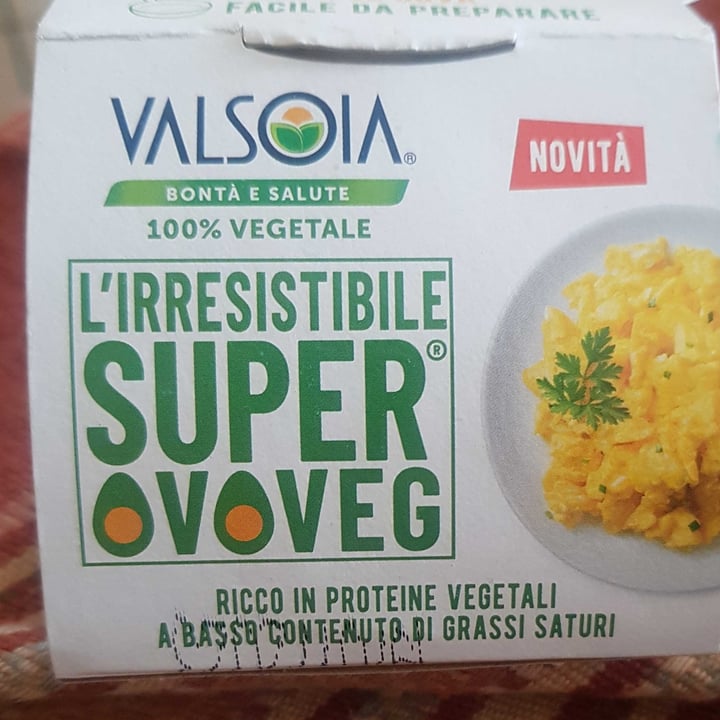 FACILE DA PREPARARE
VALSOIA®
NOVITÀ
BONTÀ E SALUTE
100% VEGETALE
L'IRRESISTIBILE
SUPER®
OVOVEG
RICCO IN PROTEINE VEGETALI
A BASSO CONTENUTO DI GRASSI SATURI